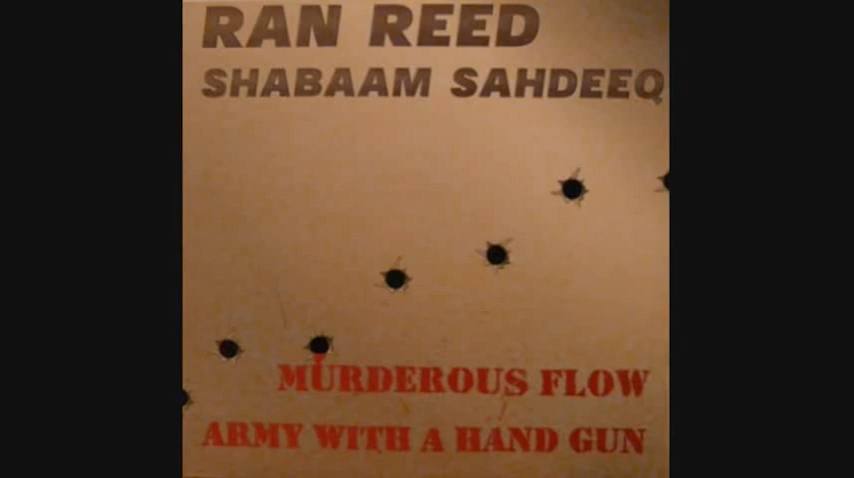 RAN REED
SHABAAM SAHDEEQ
MURDEROUS FLOW
ARMY WITH A HAND GUN